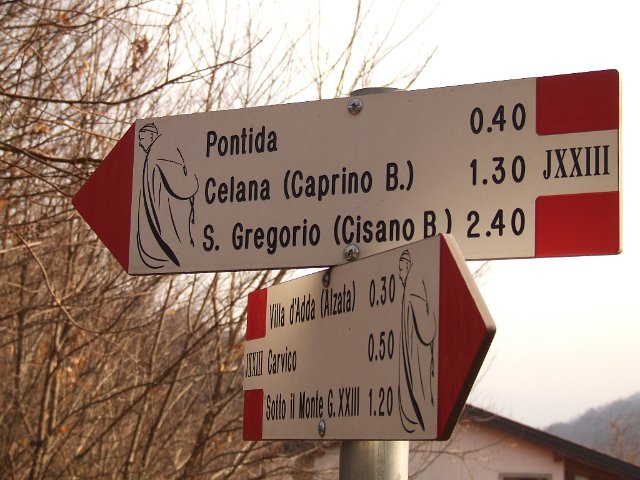 Pontida 0.40
Celana (Caprino B.) 1.30
S. Gregorio (Cisano B.) 2.40
JXXIII
Villa d'Adda (Alzata) 0.30
JXXIII Carvico 0.50
Sotto il Monte G.XXIII 1.20